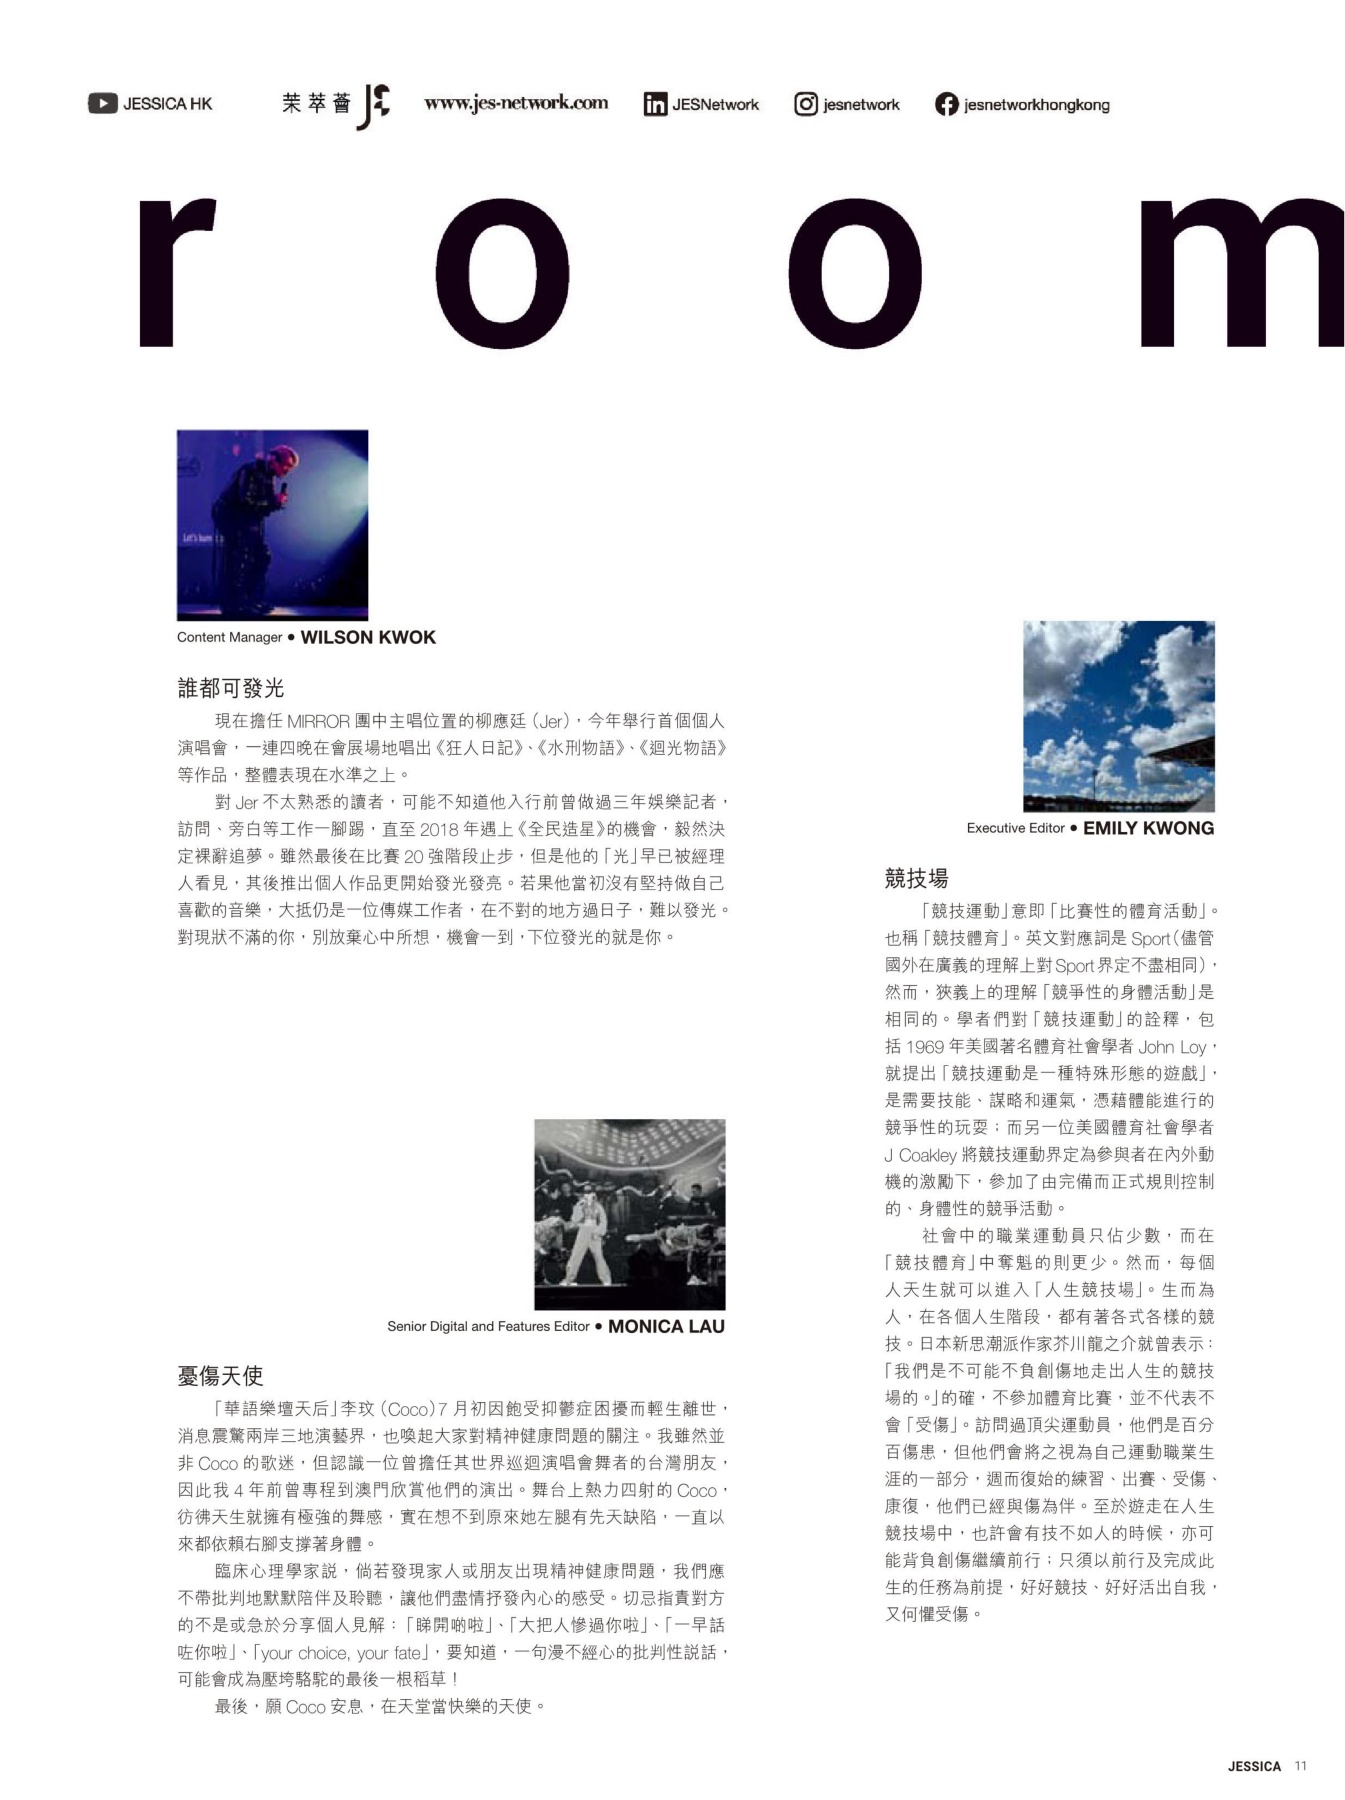 JESSICA HK
茱萃薈
www.jes-network.com
JESNetwork
jesnetwork
jesnetworkhongkong
room
Let's burn
Content Manager • WILSON KWOK
誰都可發光
現在擔任 MIRROR 團中主唱位置的柳應廷（Jer），今年舉行首個個人
演唱會，一連四晚在會展場地唱出《狂人日記》、《水刑物語》、《迴光物語》
等作品，整體表現在水準之上。
對 Jer 不太熟悉的讀者，可能不知道他入行前曾做過三年娛樂記者，
訪問、旁白等工作一腳踢，直至 2018 年遇上《全民造星》的機會，毅然決
定裸辭追夢。雖然最後在比賽 20 強階段止步，但是他的「光」早已被經理
人看見，其後推出個人作品更開始發光發亮。若果他當初沒有堅持做自己
喜歡的音樂，大抵仍是一位傳媒工作者，在不對的地方過日子，難以發光。
對現狀不滿的你，別放棄心中所想，機會一到，下位發光的就是你。
Senior Digital and Features Editor • MONICA LAU
憂傷天使
「華語樂壇天后」李玟（Coco）7 月初因飽受抑鬱症困擾而輕生離世，
消息震驚兩岸三地演藝界，也喚起大家對精神健康問題的關注。我雖然並
非 Coco 的歌迷，但認識一位曾擔任其世界巡迴演唱會舞者的台灣朋友，
因此我 4 年前曾專程到澳門欣賞他們的演出。舞台上熱力四射的 Coco，
彷彿天生就擁有極強的舞感，實在想不到原來她左腿有先天缺陷，一直以
來都依賴右腳支撐著身體。
臨床心理學家説，倘若發現家人或朋友出現精神健康問題，我們應
不帶批判地默默陪伴及聆聽，讓他們盡情抒發內心的感受。切忌指責對方
的不是或急於分享個人見解：「睇開啲啦」、「大把人慘過你啦」、「一早話
咗你啦」、「your choice, your fate」，要知道，一句漫不經心的批判性説話，
可能會成為壓垮駱駝的最後一根稻草！
最後，願 Coco 安息，在天堂當快樂的天使。
Executive Editor • EMILY KWONG
競技場
「競技運動」意即「比賽性的體育活動」。
也稱「競技體育」。英文對應詞是 Sport（儘管
國外在廣義的理解上對 Sport 界定不盡相同），
然而，狹義上的理解「競爭性的身體活動」是
相同的。學者們對「競技運動」的詮釋，包
括 1969 年美國著名體育社會學者 John Loy，
就提出「競技運動是一種特殊形態的遊戲」，
是需要技能、謀略和運氣，憑藉體能進行的
競爭性的玩耍；而另一位美國體育社會學者
J Coakley 將競技運動界定為參與者在內外動
機的激勵下，參加了由完備而正式規則控制
的、身體性的競爭活動。
社會中的職業運動員只佔少數，而在
「競技體育」中奪魁的則更少。然而，每個
人天生就可以進入「人生競技場」。生而為
人，在各個人生階段，都有著各式各樣的競
技。日本新思潮派作家芥川龍之介就曾表示：
「我們是不可能不負創傷地走出人生的競技
場的。」的確，不參加體育比賽，並不代表不
會「受傷」。訪問過頂尖運動員，他們是百分
百傷患，但他們會將之視為自己運動職業生
涯的一部分，週而復始的練習、出賽、受傷、
康復，他們已經與傷為伴。至於遊走在人生
競技場中，也許會有技不如人的時候，亦可
能背負創傷繼續前行；只須以前行及完成此
生的任務為前提，好好競技、好好活出自我，
又何懼受傷。
JESSICA 11